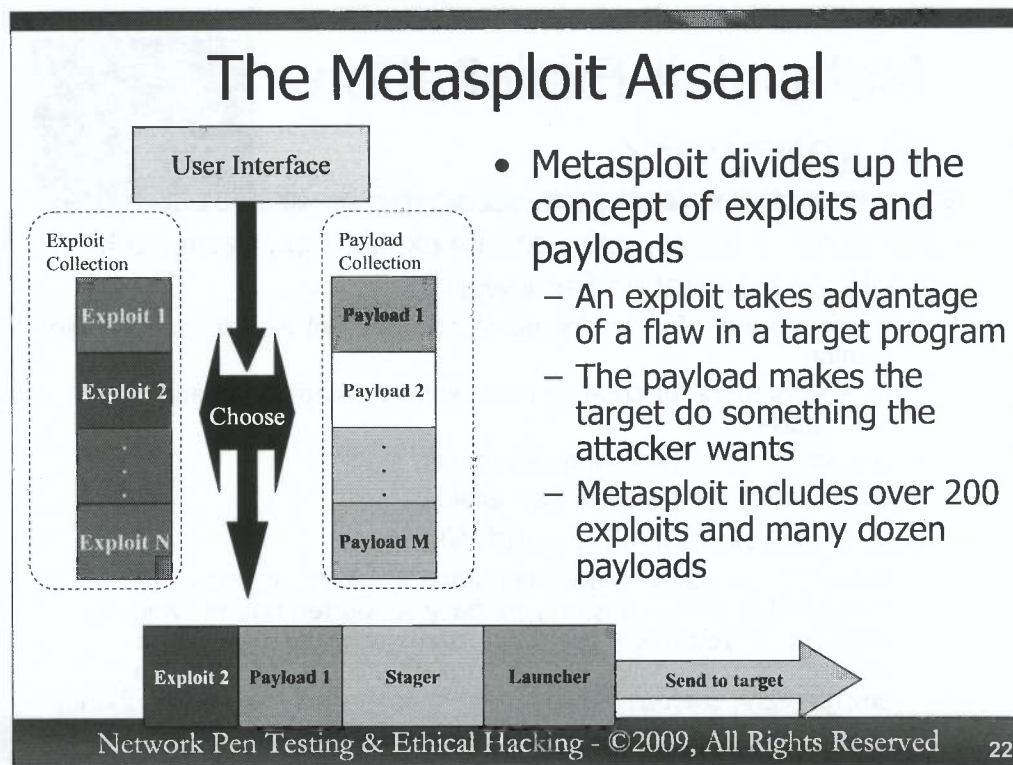 The Metasploit Arsenal
User Interface
Exploit
Collection
Exploit 1
Exploit 2
.
.
.
Exploit N
Choose
Payload
Collection
Payload 1
Payload 2
.
.
.
Payload M
• Metasploit divides up the
concept of exploits and
payloads
– An exploit takes advantage
of a flaw in a target program
– The payload makes the
target do something the
attacker wants
– Metasploit includes over 200
exploits and many dozen
payloads
Exploit 2
Payload 1
Stager
Launcher
Send to target
Network Pen Testing & Ethical Hacking - ©2009, All Rights Reserved
22